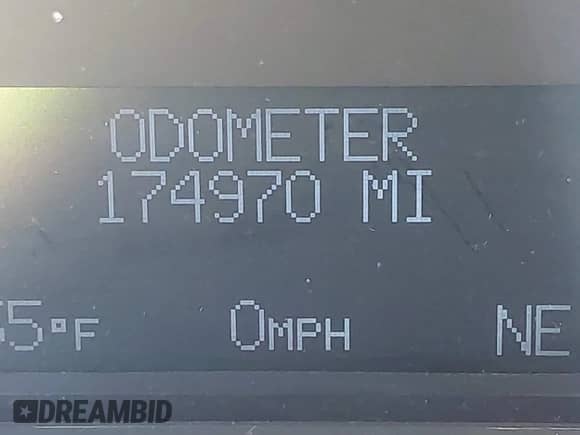 ODOMETER
174970 MI
5°F 0MPH NE
DREAMBID